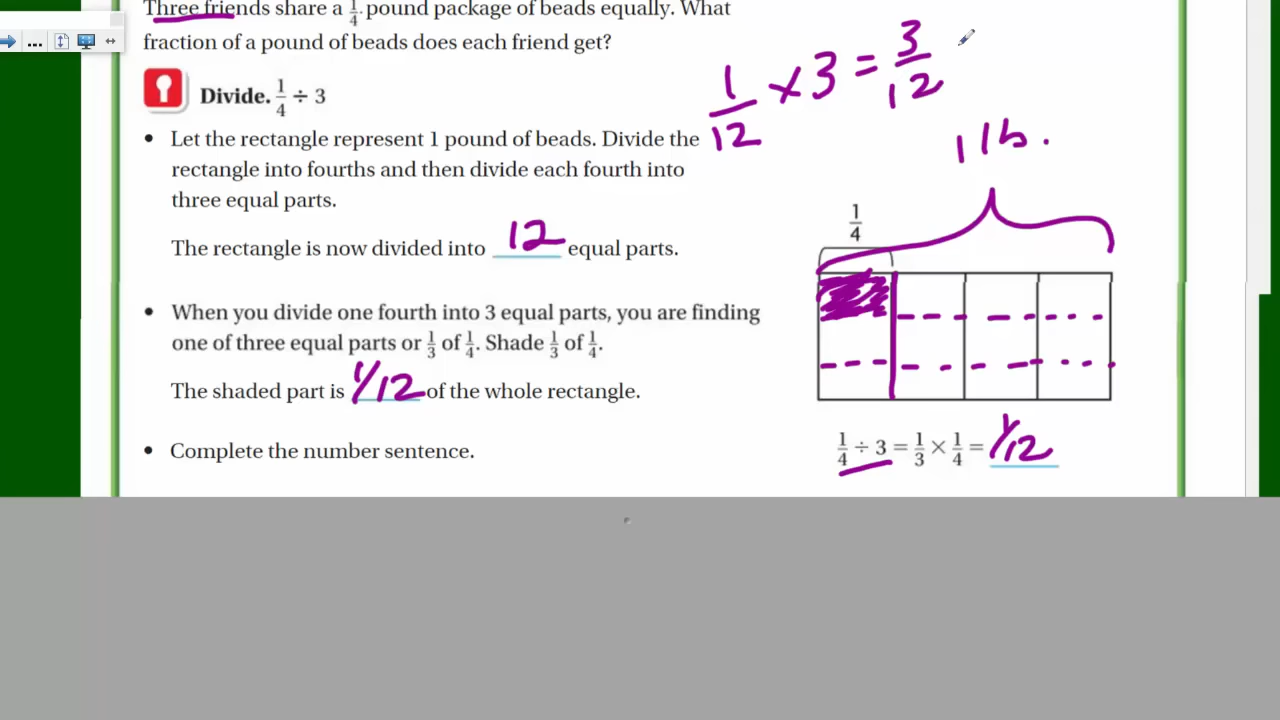 Three friends share a 1/4 pound package of beads equally. What
fraction of a pound of beads does each friend get?
1/12 × 3 = 3/12
Divide. 1/4 ÷ 3
• Let the rectangle represent 1 pound of beads. Divide the
rectangle into fourths and then divide each fourth into
three equal parts.
1 lb.
1/4
The rectangle is now divided into 12 equal parts.
• When you divide one fourth into 3 equal parts, you are finding
one of three equal parts or 1/3 of 1/4. Shade 1/3 of 1/4.
The shaded part is 1/12 of the whole rectangle.
• Complete the number sentence.
1/4 ÷ 3 = 1/3 × 1/4 = 1/12